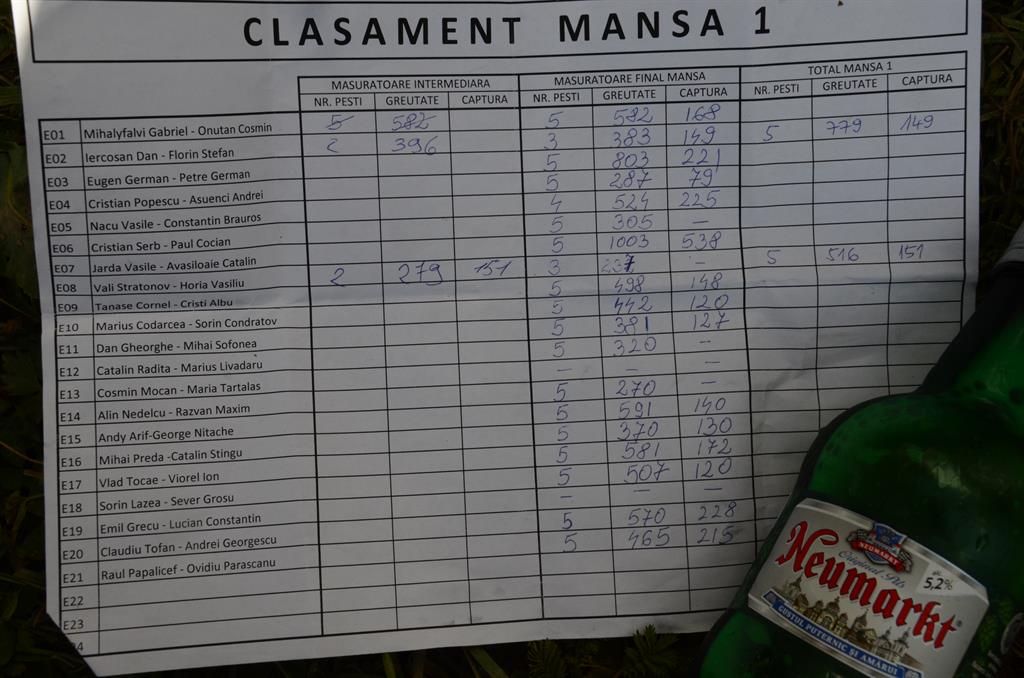 CLASAMENT MANSA 1
MASURATOARE INTERMEDIARA MASURATOARE FINAL MANSA TOTAL MANSA 1
NR. PESTI GREUTATE CAPTURA NR. PESTI GREUTATE CAPTURA NR. PESTI GREUTATE CAPTURA
E01 Mihalyfalvi Gabriel - Onutan Cosmin 5 582 5 582 168
E02 Iercosan Dan - Florin Stefan 2 396 3 383 149 5 779 149
E03 Eugen German - Petre German 5 803 221
E04 Cristian Popescu - Asuenci Andrei 5 287 79
E05 Nacu Vasile - Constantin Brauros 4 524 225
E06 Cristian Serb - Paul Cocian 5 305 -
E07 Jarda Vasile - Avasiloaie Catalin 5 1003 538
E08 Vali Stratonov - Horia Vasiliu 2 279 151 3 237 - 5 516 151
E09 Tanase Cornel - Cristi Albu 5 498 148
E10 Marius Codarcea - Sorin Condratov 5 442 120
E11 Dan Gheorghe - Mihai Sofonea 5 381 127
E12 Catalin Radita - Marius Livadaru 5 320 -
E13 Cosmin Mocan - Maria Tartalas - - -
E14 Alin Nedelcu - Razvan Maxim 5 270 -
E15 Andy Arif-George Nitache 5 591 140
E16 Mihai Preda -Catalin Stingu 5 370 130
E17 Vlad Tocae - Viorel Ion 5 581 172
E18 Sorin Lazea - Sever Grosu 5 507 120
E19 Emil Grecu - Lucian Constantin - - -
E20 Claudiu Tofan - Andrei Georgescu 5 570 228
E21 Raul Papalicef - Ovidiu Parascanu 5 465 215
E22
E23
NEUMARKT
Original Pils
Neumarkt
alc. 5,2%
GUSTUL PUTERNIC ȘI AMĂRUI